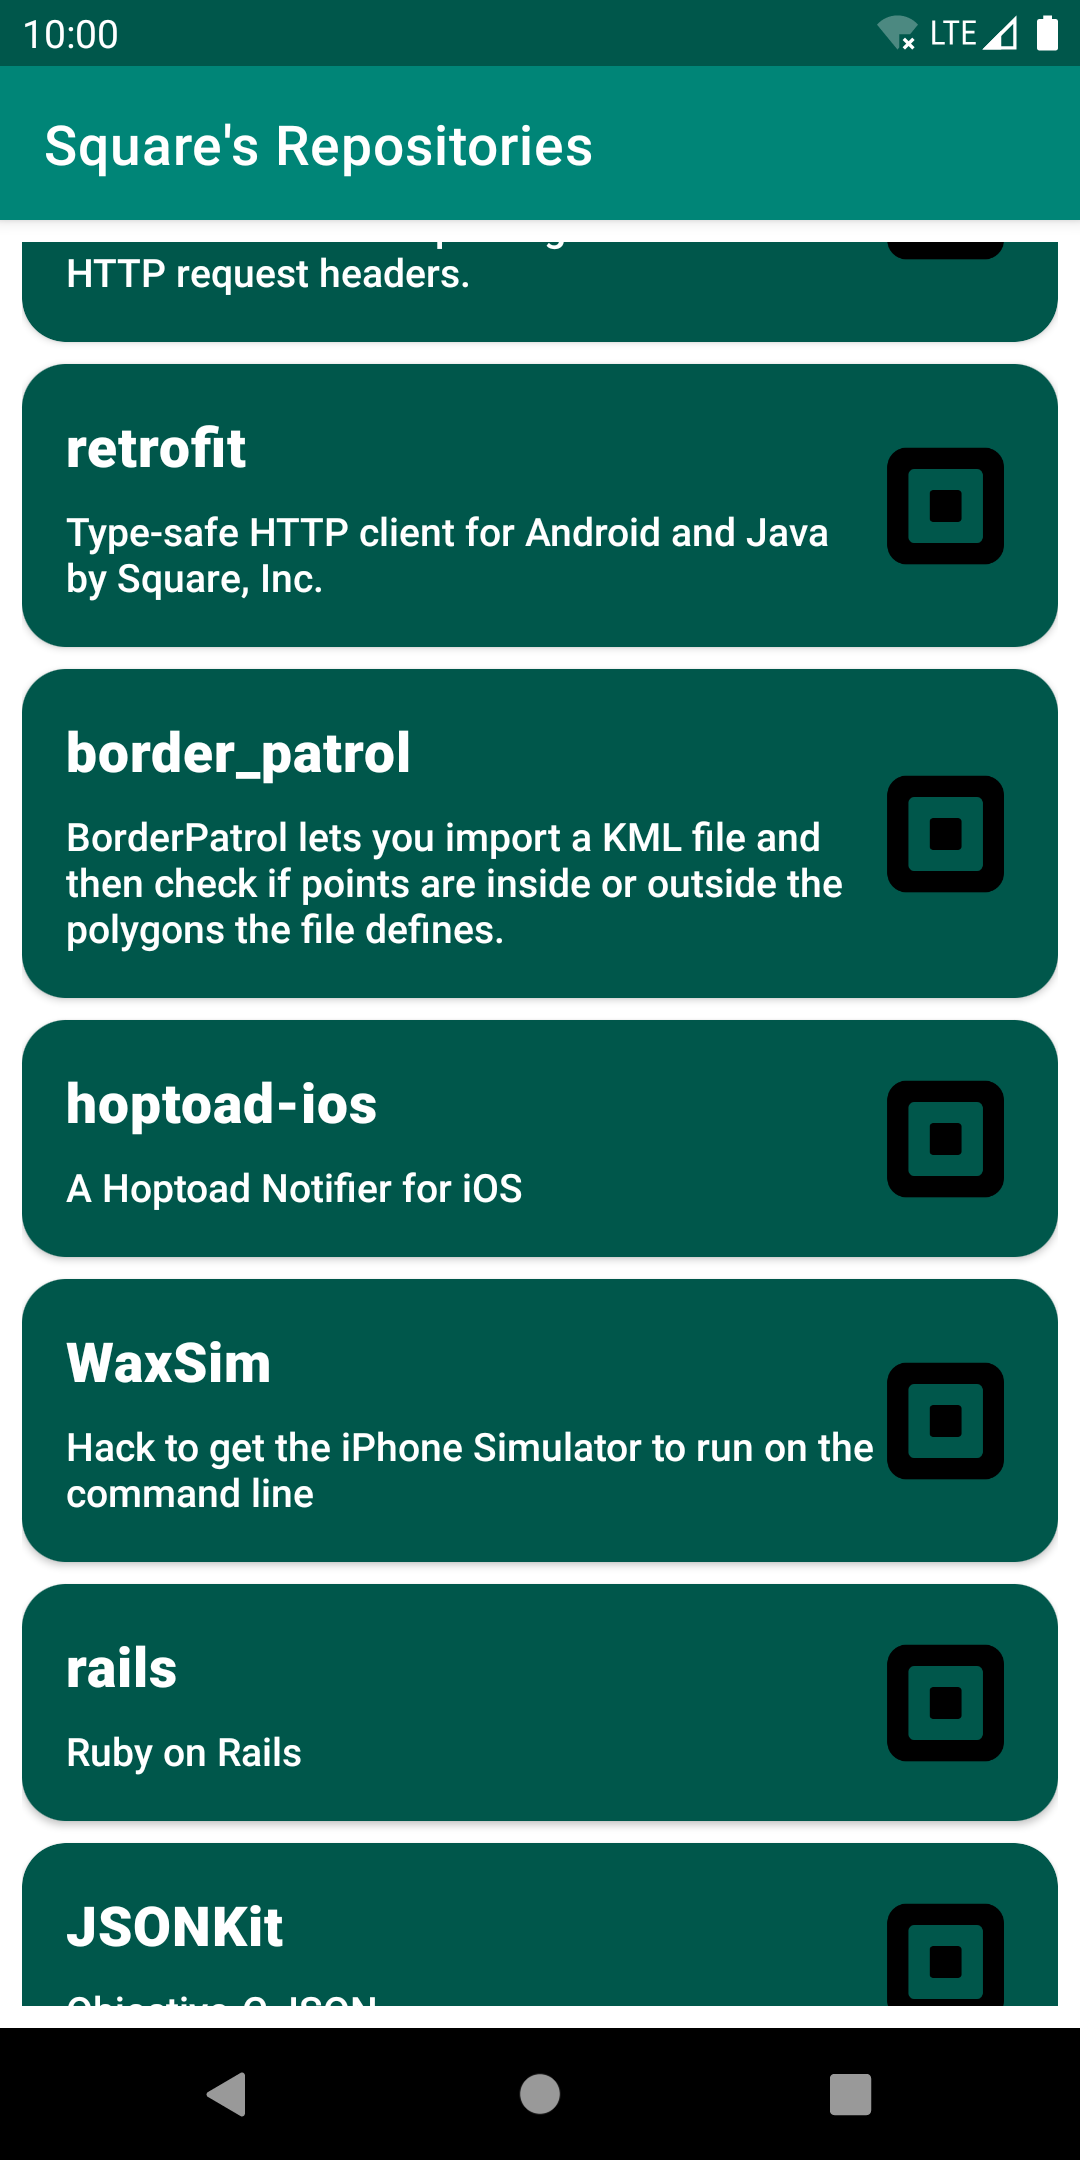 10:00
LTE
Square's Repositories
HTTP request headers.
retrofit
Type-safe HTTP client for Android and Java
by Square, Inc.
border_patrol
BorderPatrol lets you import a KML file and
then check if points are inside or outside the
polygons the file defines.
hoptoad-ios
A Hoptoad Notifier for iOS
WaxSim
Hack to get the iPhone Simulator to run on the
command line
rails
Ruby on Rails
JSONKit
Objective-C JSON